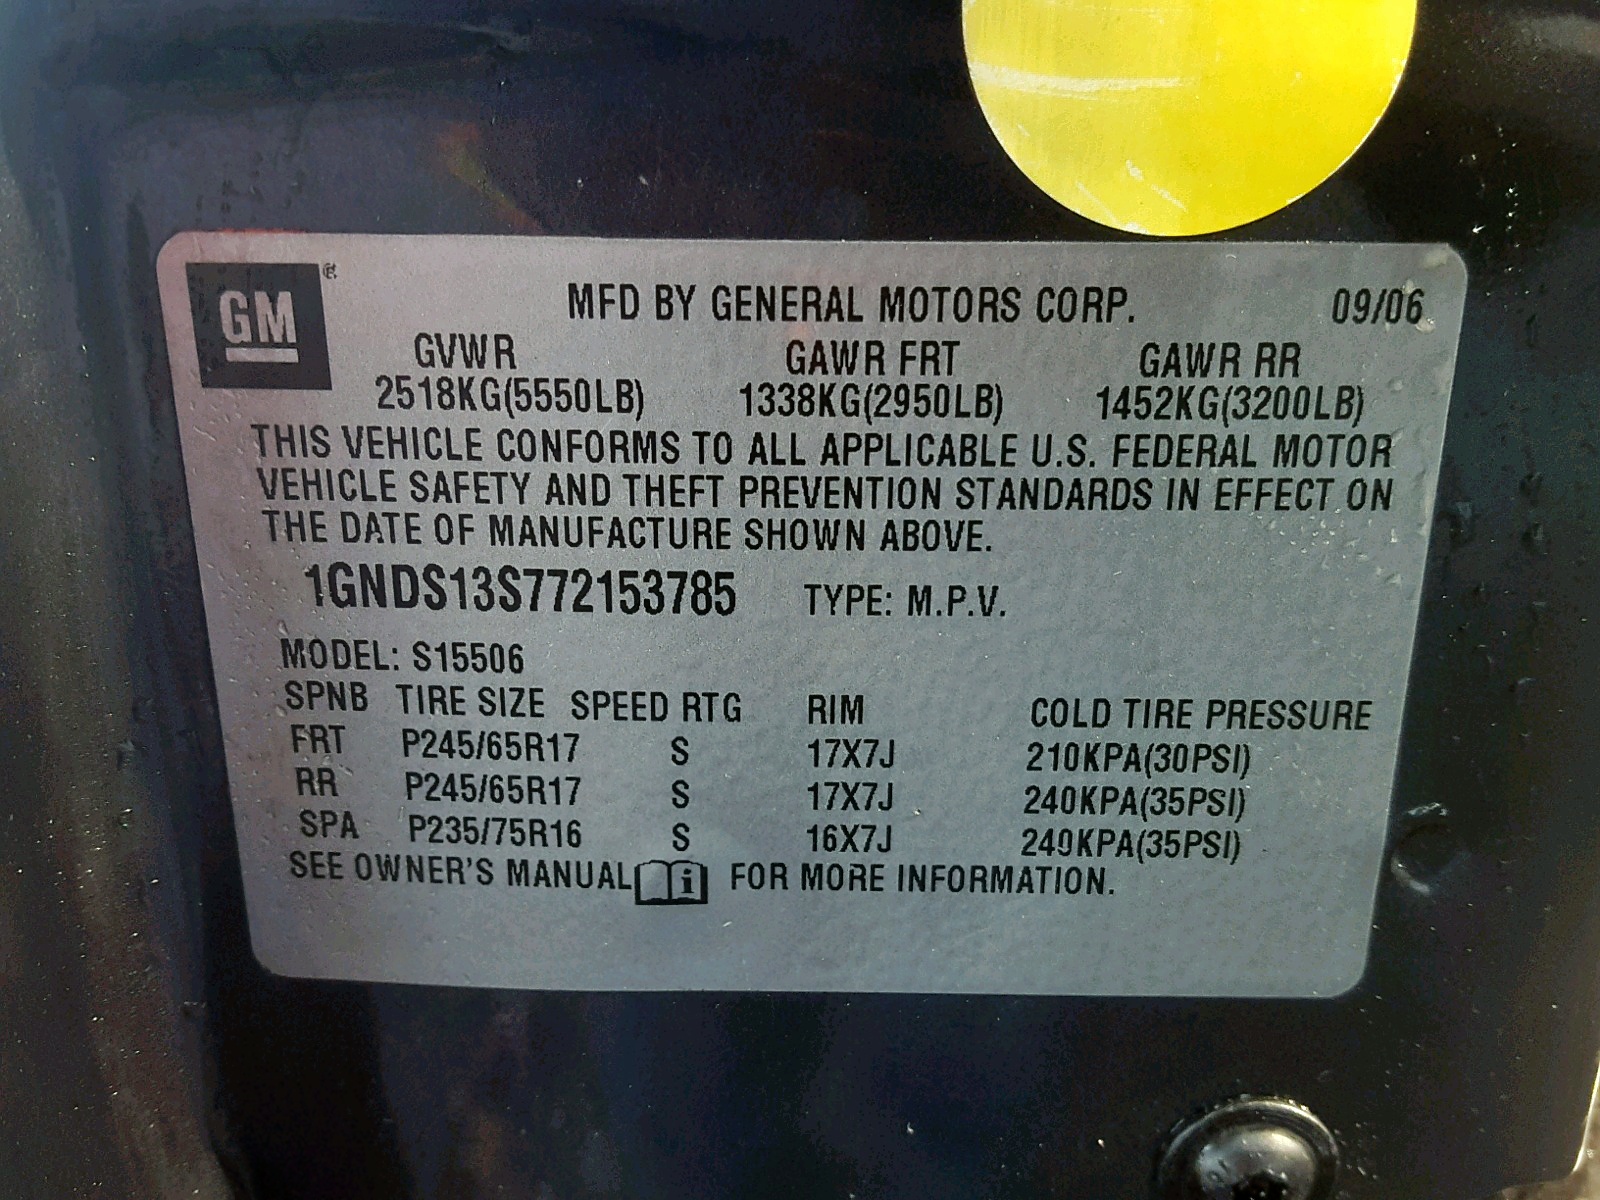 GM
MFD BY GENERAL MOTORS CORP. 09/06
GVWR GAWR FRT GAWR RR
2518KG(5550LB) 1338KG(2950LB) 1452KG(3200LB)
THIS VEHICLE CONFORMS TO ALL APPLICABLE U.S. FEDERAL MOTOR
VEHICLE SAFETY AND THEFT PREVENTION STANDARDS IN EFFECT ON
THE DATE OF MANUFACTURE SHOWN ABOVE.
1GNDS13S772153785 TYPE: M.P.V.
MODEL: S15506
SPNB TIRE SIZE SPEED RTG RIM COLD TIRE PRESSURE
FRT P245/65R17 S 17X7J 210KPA(30PSI)
RR P245/65R17 S 17X7J 240KPA(35PSI)
SPA P235/75R16 S 16X7J 240KPA(35PSI)
SEE OWNER'S MANUAL i FOR MORE INFORMATION.